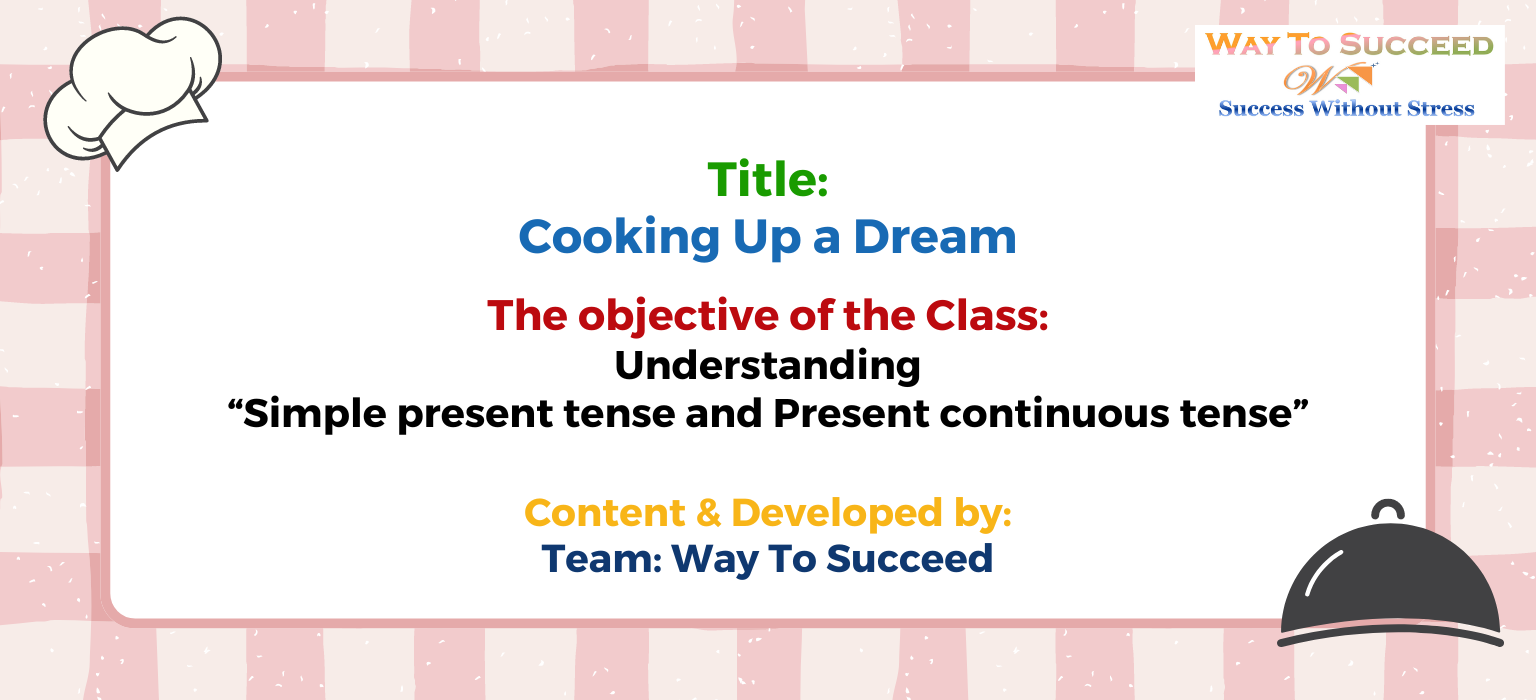 Way To Succeed
Success Without Stress
Title:
Cooking Up a Dream
The objective of the Class:
Understanding
“Simple present tense and Present continuous tense”
Content & Developed by:
Team: Way To Succeed